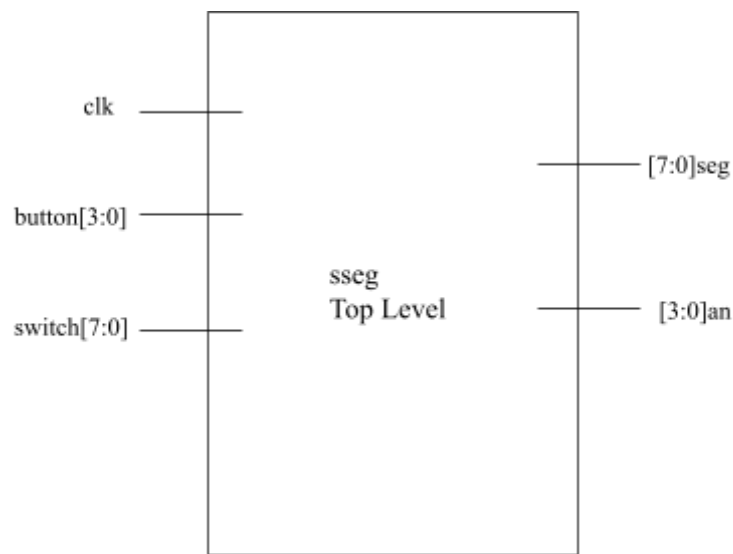 clk
[7:0]seg
button[3:0]
sseg
Top Level
[3:0]an
switch[7:0]